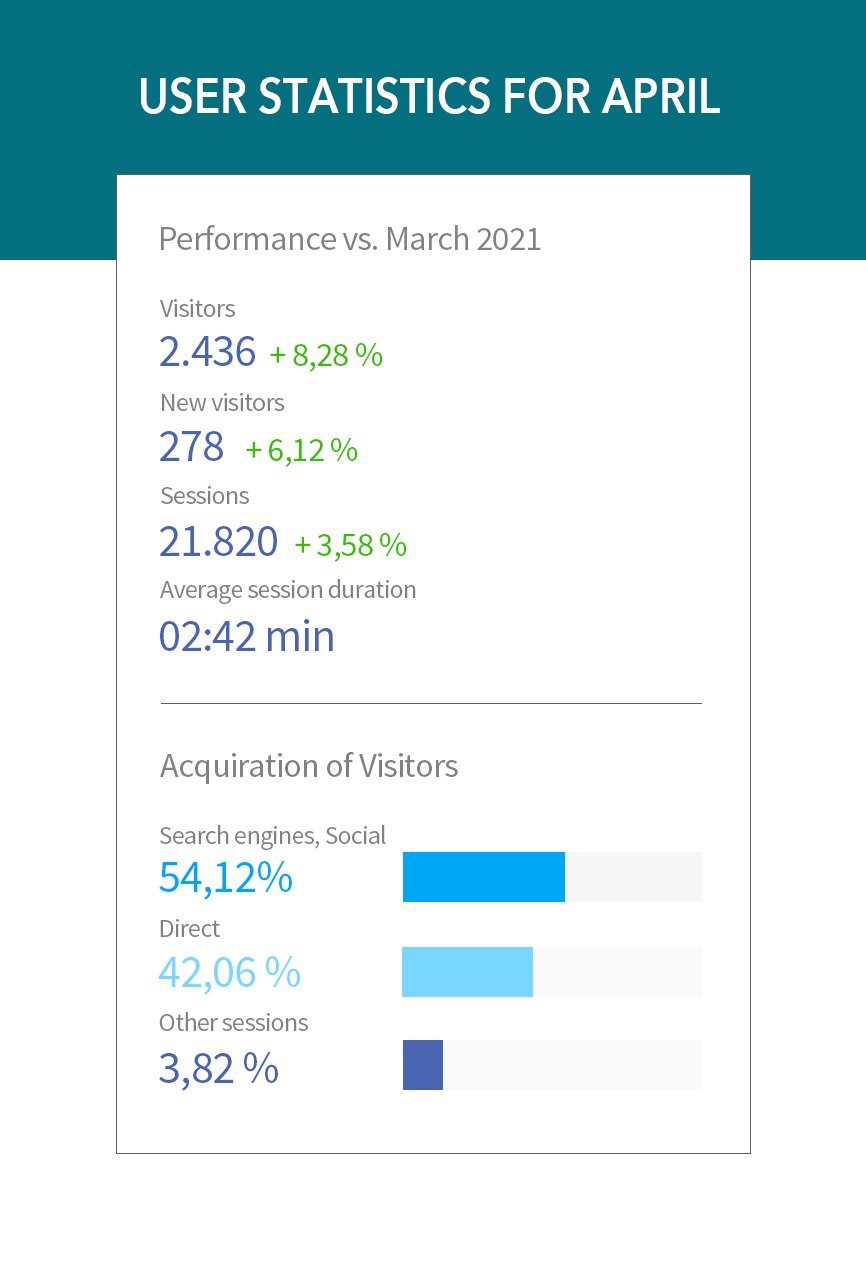 USER STATISTICS FOR APRIL
Performance vs. March 2021
Visitors
2.436 + 8,28 %
New visitors
278 + 6,12 %
Sessions
21.820 + 3,58 %
Average session duration
02:42 min
Acquiration of Visitors
Search engines, Social
54,12%
Direct
42,06 %
Other sessions
3,82 %